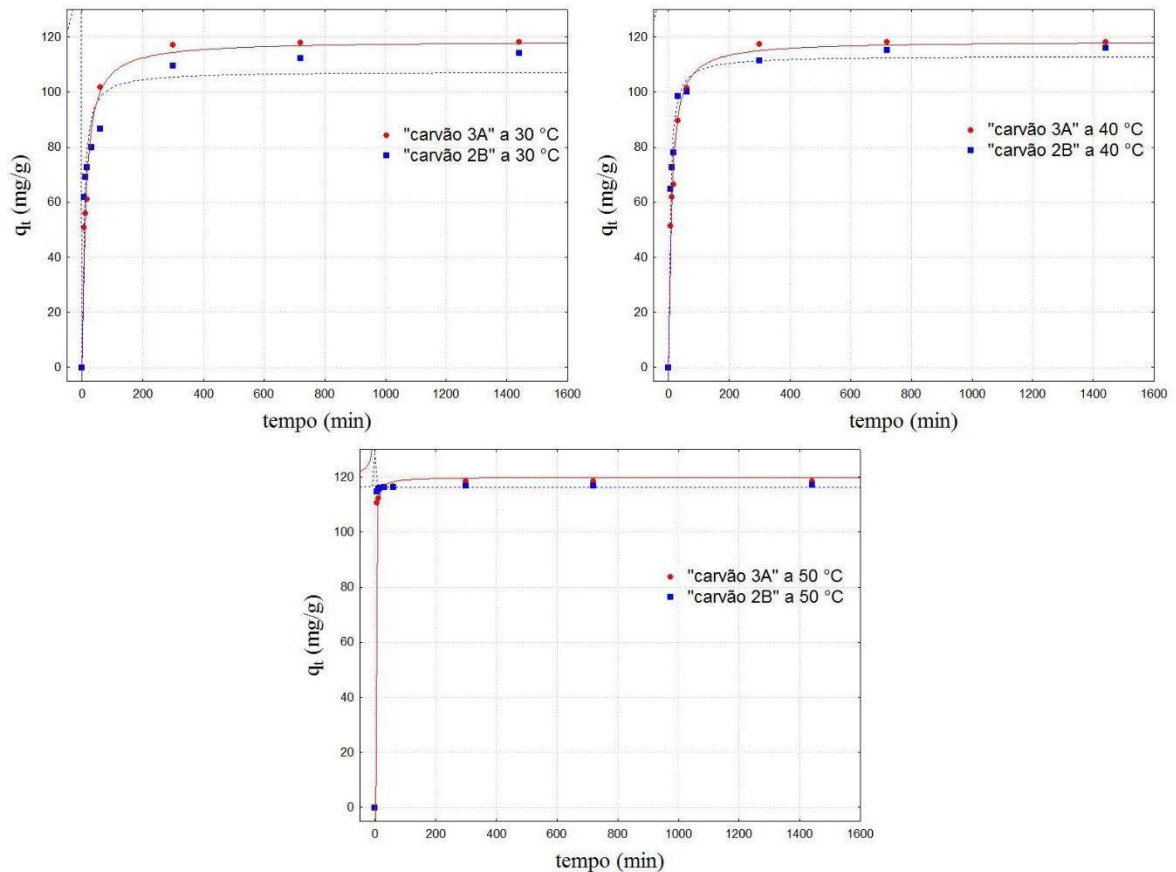 120
100
80
60
40
20
0
qt (mg/g)
"carvão 3A" a 30 °C
"carvão 2B" a 30 °C
0 200 400 600 800 1000 1200 1400 1600
tempo (min)
120
100
80
60
40
20
0
qt (mg/g)
"carvão 3A" a 40 °C
"carvão 2B" a 40 °C
0 200 400 600 800 1000 1200 1400 1600
tempo (min)
120
100
80
60
40
20
0
qt (mg/g)
"carvão 3A" a 50 °C
"carvão 2B" a 50 °C
0 200 400 600 800 1000 1200 1400 1600
tempo (min)